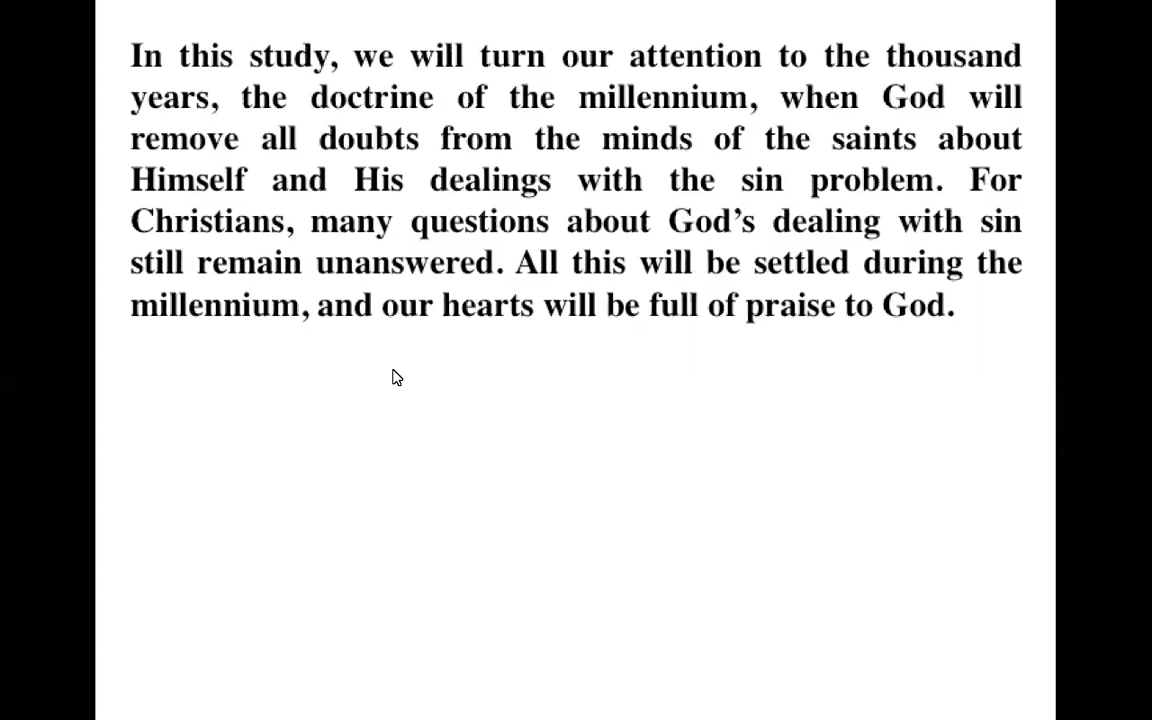 In this study, we will turn our attention to the thousand
years, the doctrine of the millennium, when God will
remove all doubts from the minds of the saints about
Himself and His dealings with the sin problem. For
Christians, many questions about God’s dealing with sin
still remain unanswered. All this will be settled during the
millennium, and our hearts will be full of praise to God.